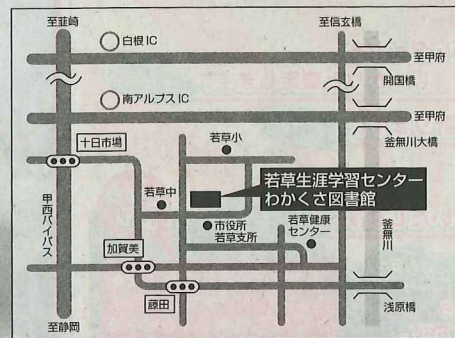 至韮崎
至信玄橋
白根IC
至甲府
開国橋
南アルプスIC
至甲府
釜無川大橋
十日市場
若草小
若草生涯学習センター
わかくさ図書館
若草中
甲西バイパス
市役所
若草支所
若草健康
センター
釜無川
加賀美
藤田
浅原橋
至静岡